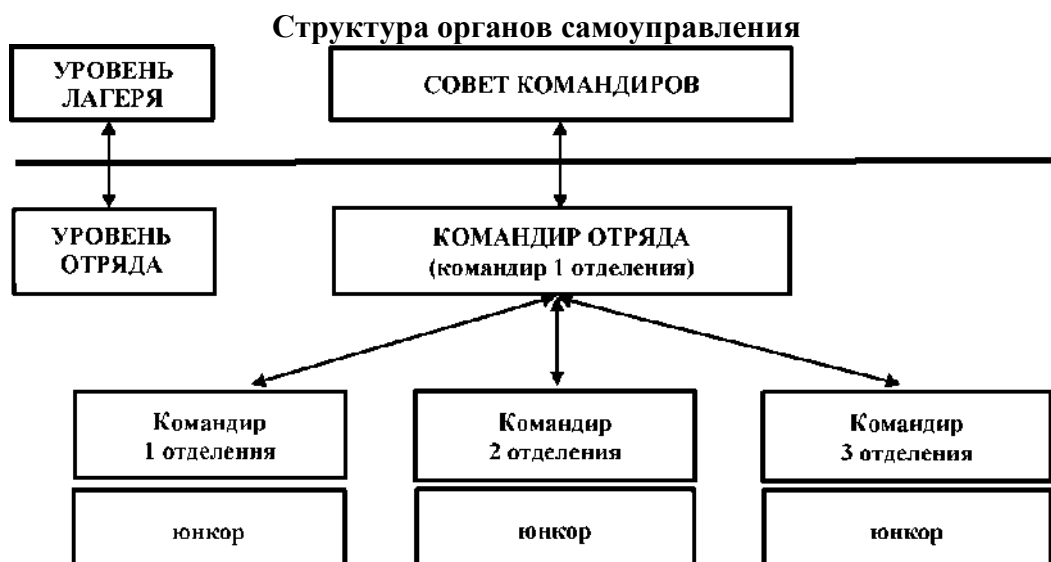 Структура органов самоуправления
УРОВЕНЬ
ЛАГЕРЯ
СОВЕТ КОМАНДИРОВ
УРОВЕНЬ
ОТРЯДА
КОМАНДИР ОТРЯДА
(командир 1 отделения)
Командир
1 отделения
Командир
2 отделения
Командир
3 отделения
юнкор
юнкор
юнкор